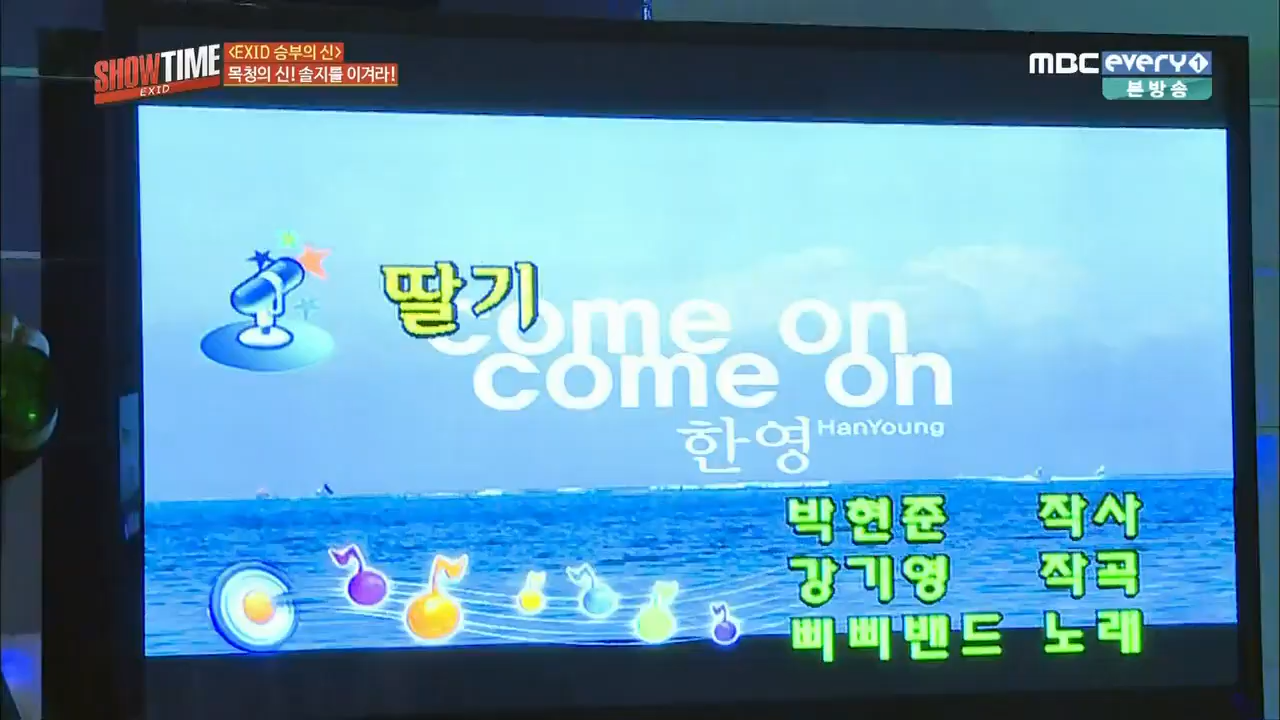 SHOWTIME
EXID
<EXID 승부의 신>
목청의 신! 솔지를 이겨라!
MBC every1
본방송
딸기
come on
come on
한영 HanYoung
박현준 작사
강기영 작곡
삐삐밴드 노래